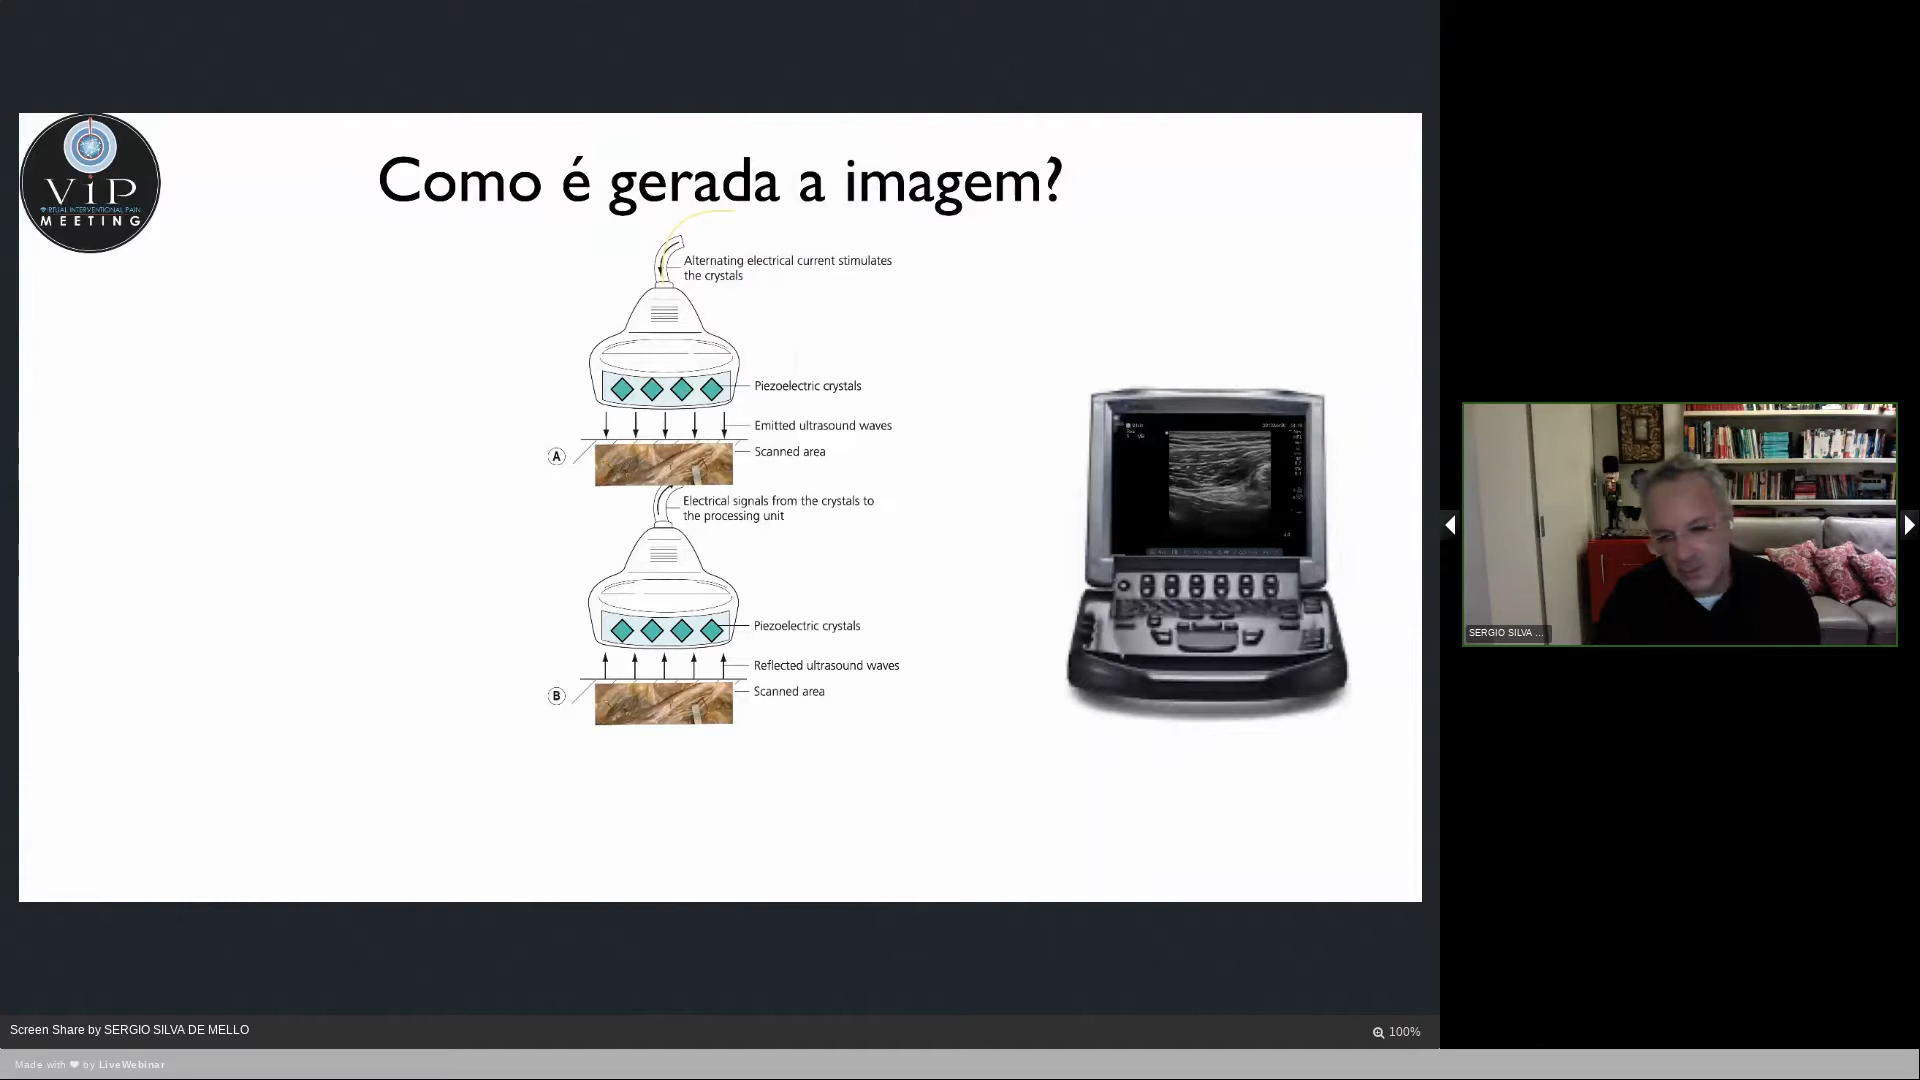 ViP
VIRTUAL INTERVENTIONAL PAIN
MEETING
Como é gerada a imagem?
Alternating electrical current stimulates
the crystals
Piezoelectric crystals
Emitted ultrasound waves
Scanned area
A
Electrical signals from the crystals to
the processing unit
Piezoelectric crystals
Reflected ultrasound waves
Scanned area
B
SERGIO SILVA ...
Screen Share by SERGIO SILVA DE MELLO
100%
Made with ❤ by LiveWebinar